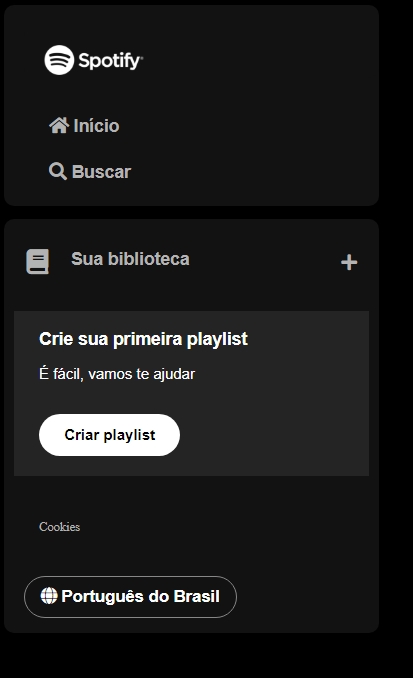 Spotify
Início
Buscar
Sua biblioteca
Crie sua primeira playlist
É fácil, vamos te ajudar
Criar playlist
Cookies
Português do Brasil